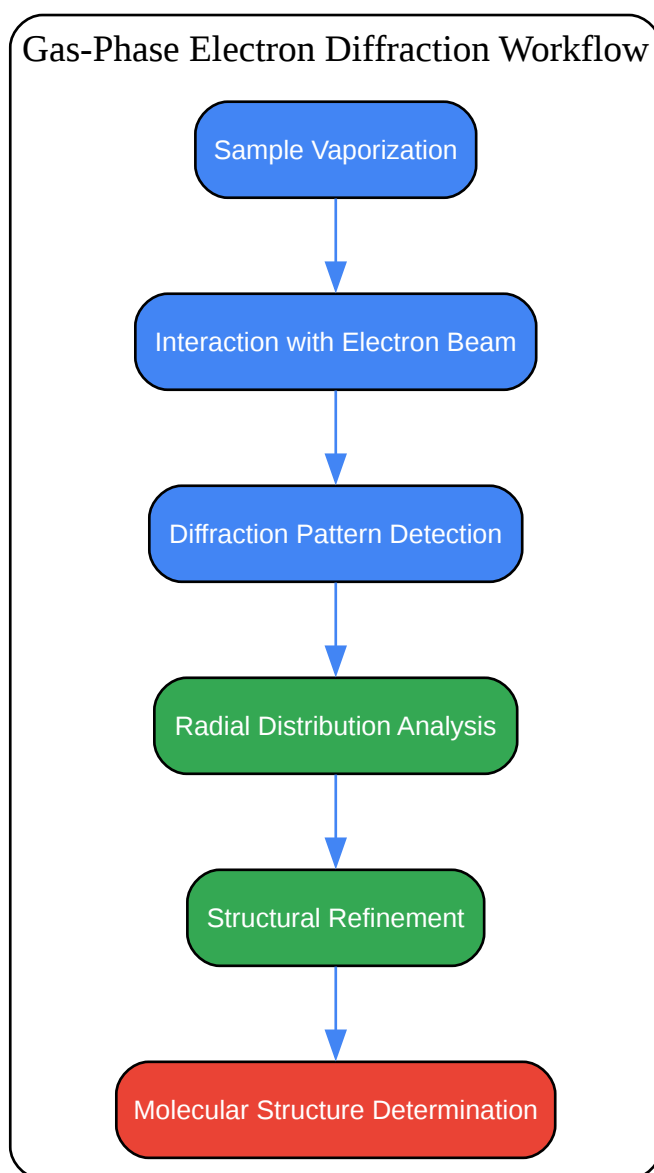 Gas-Phase Electron Diffraction Workflow
Sample Vaporization
Interaction with Electron Beam
Diffraction Pattern Detection
Radial Distribution Analysis
Structural Refinement
Molecular Structure Determination